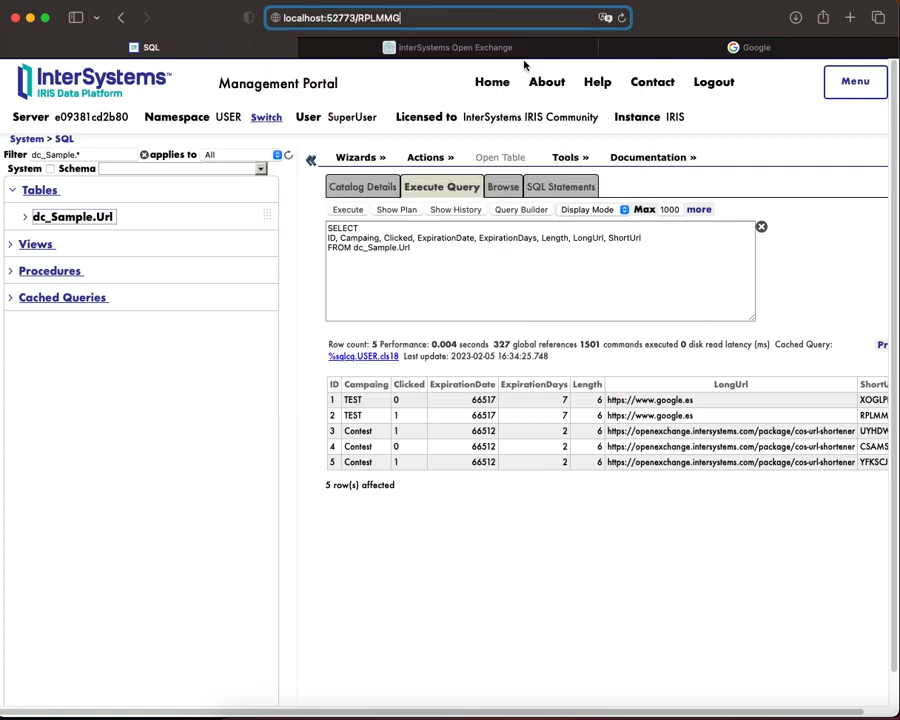 localhost:52773/RPLMMG
SQL
InterSystems Open Exchange
Google
InterSystems™
IRIS Data Platform
Management Portal
Home About Help Contact Logout
Menu
Server e09381cd2b80 Namespace USER Switch User SuperUser Licensed to InterSystems IRIS Community Instance IRIS
System > SQL
Filter dc_Sample.* applies to All
System Schema
Wizards » Actions » Open Table Tools » Documentation »
Tables
dc_Sample.Url
Views
Procedures
Cached Queries
Catalog Details Execute Query Browse SQL Statements
Execute Show Plan Show History Query Builder Display Mode Max 1000 more
SELECT
ID, Campaing, Clicked, ExpirationDate, ExpirationDays, Length, LongUrl, ShortUrl
FROM dc_Sample.Url
Row count: 5 Performance: 0.004 seconds 327 global references 1501 commands executed 0 disk read latency (ms) Cached Query: Pr
%sqlcq.USER.cls18 Last update: 2023-02-05 16:34:25.748
ID Campaing Clicked ExpirationDate ExpirationDays Length LongUrl ShortU
1 TEST 0 66517 7 6 https://www.google.es XOGLP
2 TEST 1 66517 7 6 https://www.google.es RPLMM
3 Contest 1 66512 2 6 https://openexchange.intersystems.com/package/cos-url-shortener UYHDW
4 Contest 0 66512 2 6 https://openexchange.intersystems.com/package/cos-url-shortener CSAMS
5 Contest 1 66512 2 6 https://openexchange.intersystems.com/package/cos-url-shortener YFKSCJ
5 row(s) affected